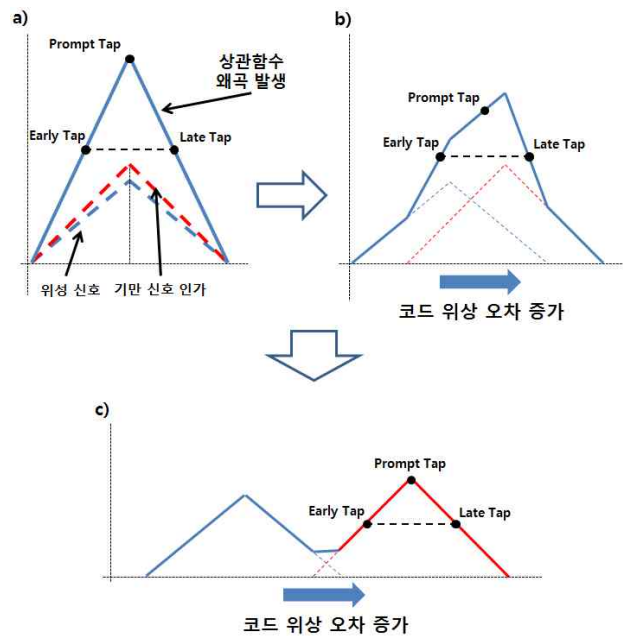 a)
Prompt Tap
상관함수
왜곡 발생
Early Tap
Late Tap
위성 신호
기만 신호 인가
b)
Prompt Tap
Early Tap
Late Tap
코드 위상 오차 증가
c)
Prompt Tap
Early Tap
Late Tap
코드 위상 오차 증가